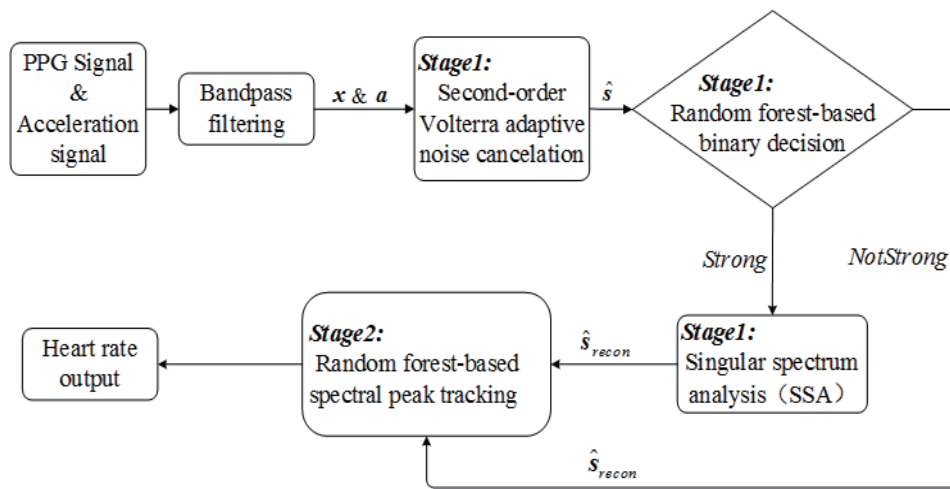 PPG Signal
&
Acceleration
signal
Bandpass
filtering
x & a
Stage1:
Second-order
Volterra adaptive
noise cancelation
ŝ
Stage1:
Random forest-based
binary decision
Strong
NotStrong
Stage1:
Singular spectrum
analysis（SSA）
ŝrecon
Stage2:
Random forest-based
spectral peak tracking
Heart rate
output
ŝrecon